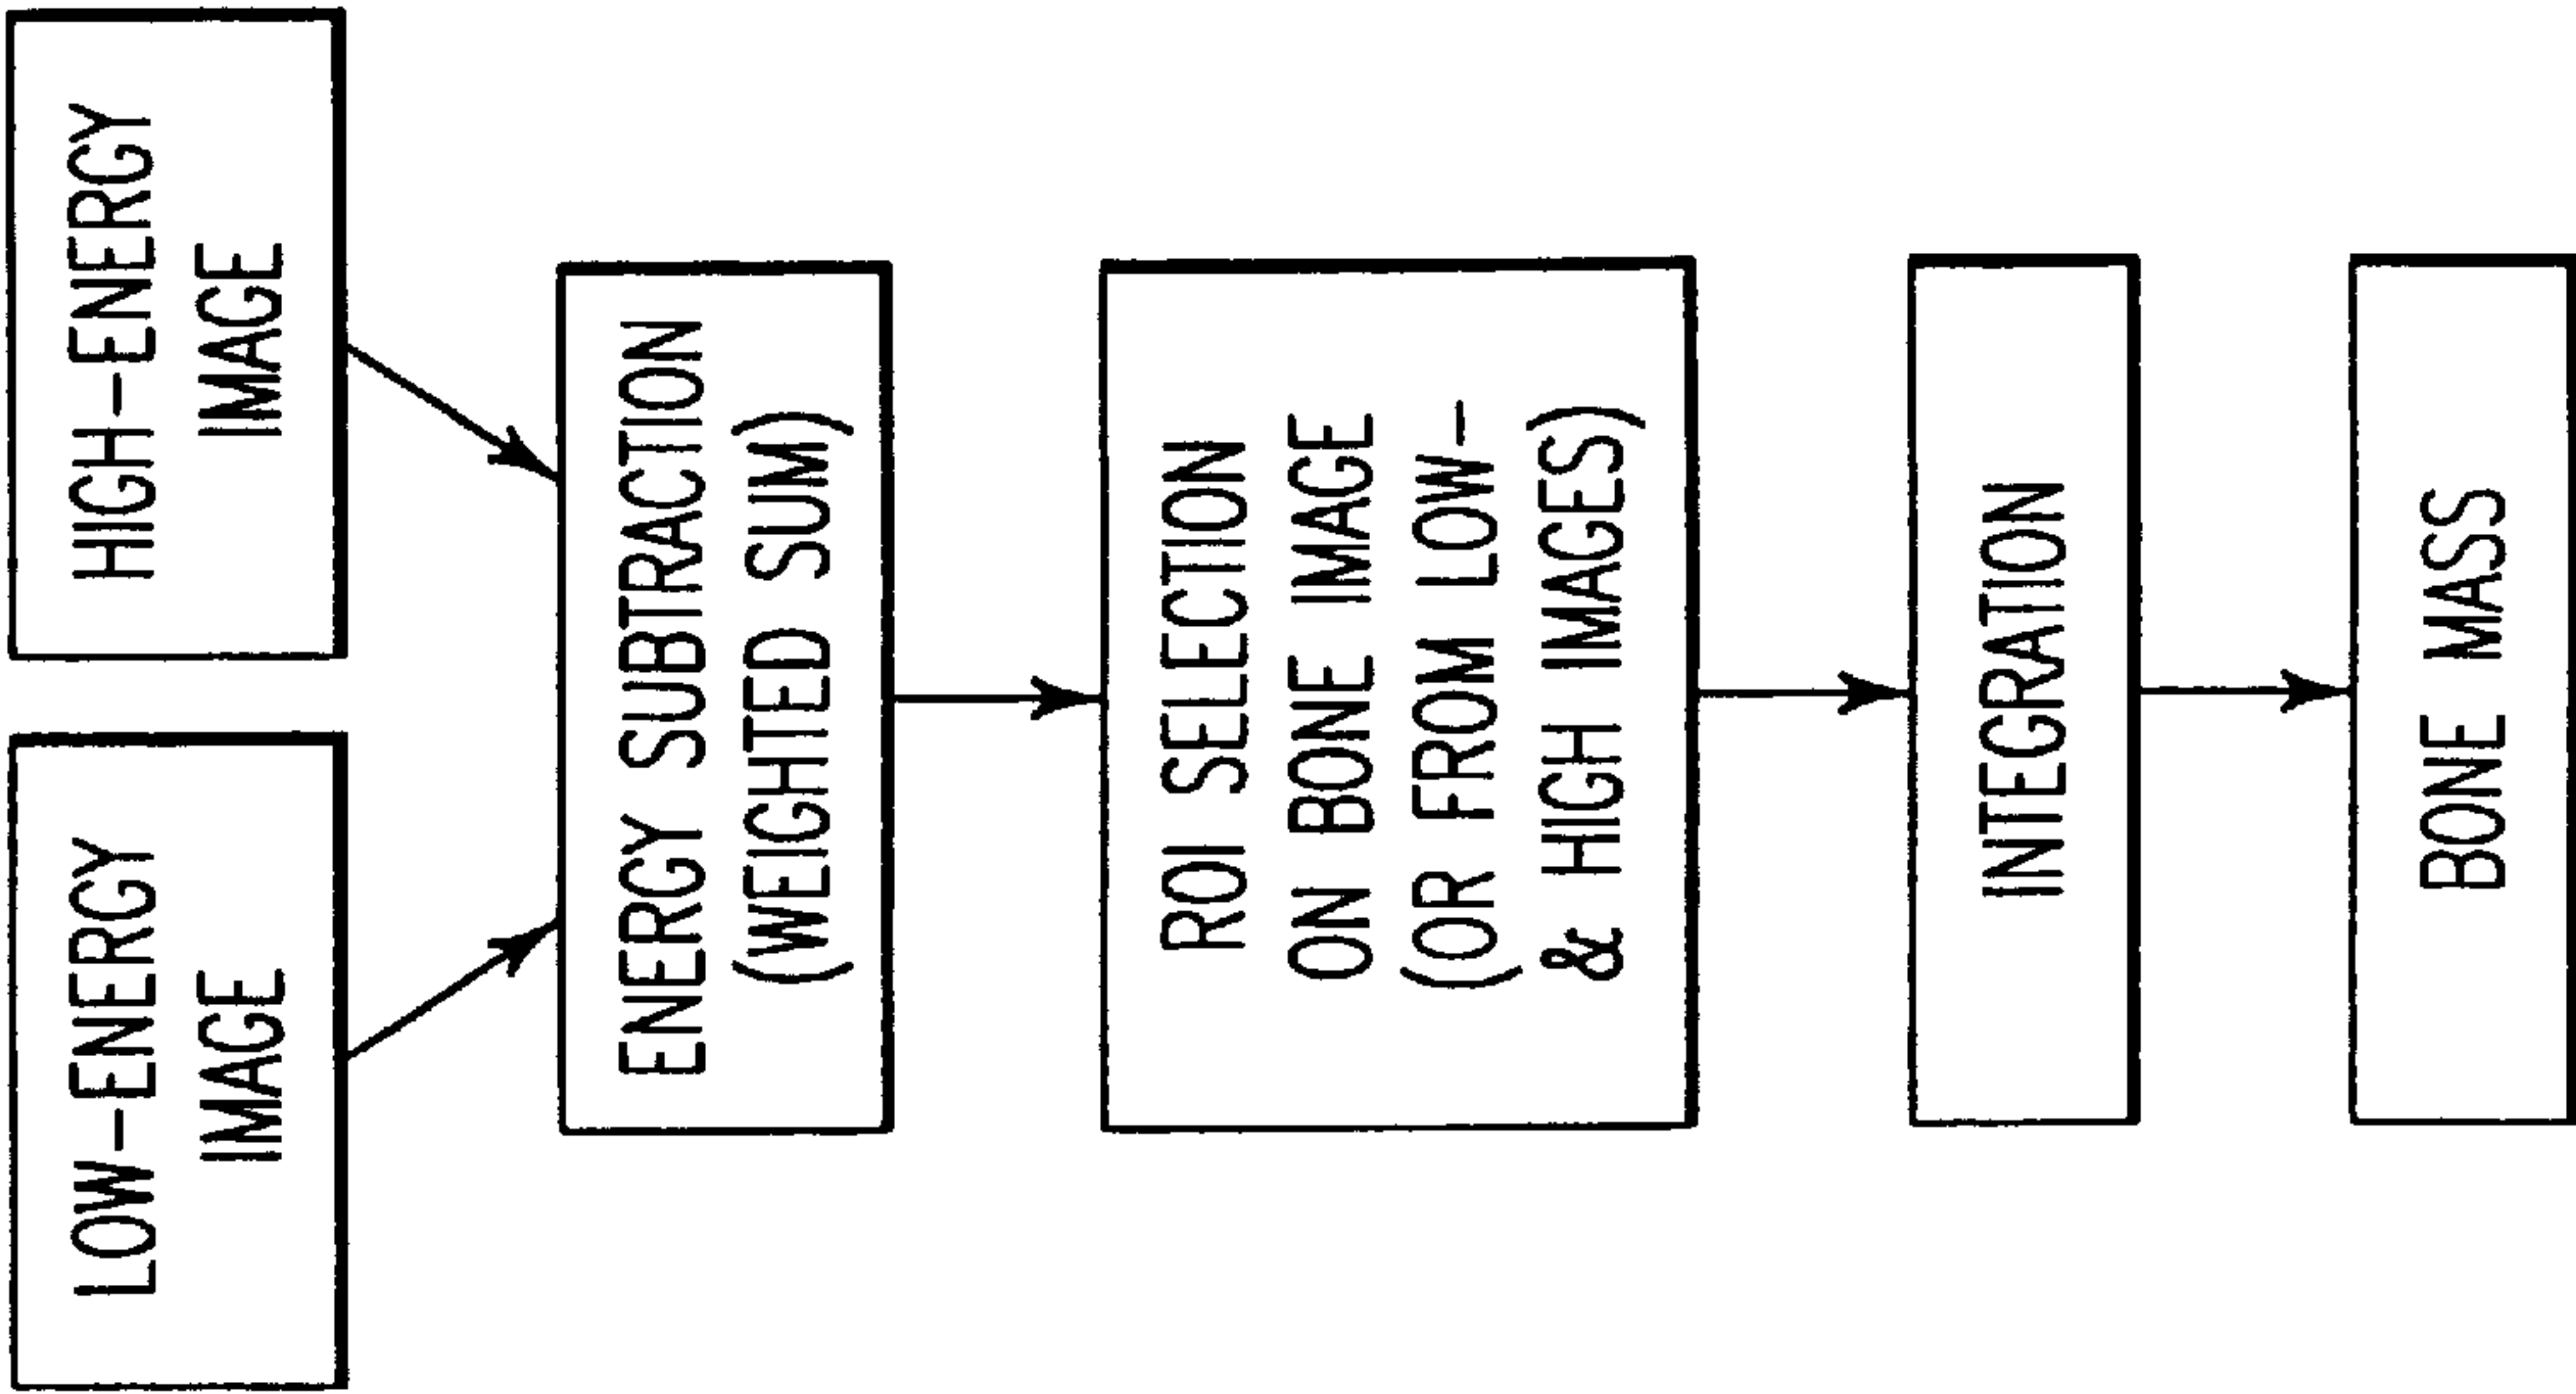 LOW-ENERGY
IMAGE
HIGH-ENERGY
IMAGE
ENERGY SUBTRACTION
(WEIGHTED SUM)
ROI SELECTION
ON BONE IMAGE
(OR FROM LOW-
& HIGH IMAGES)
INTEGRATION
BONE MASS